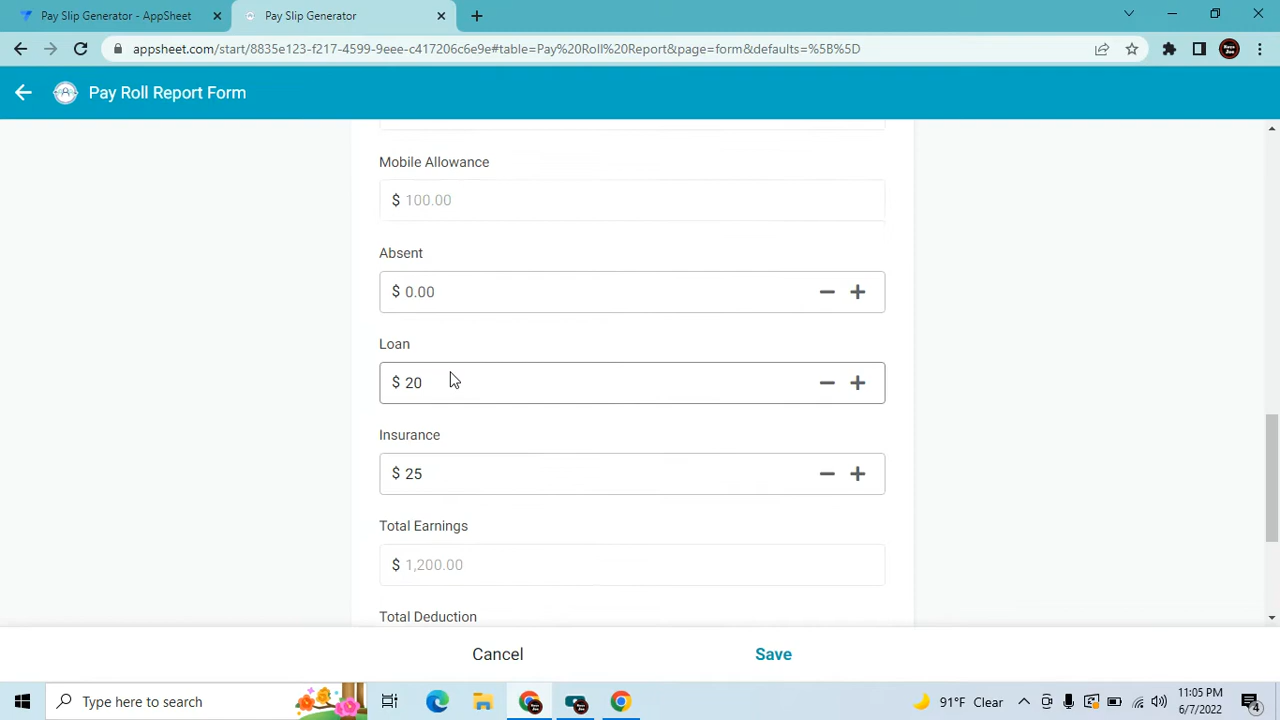 Pay Slip Generator - AppSheet
Pay Slip Generator
appsheet.com/start/8835e123-f217-4599-9eee-c417206c6e9e#table=Pay%20Roll%20Report&page=form&defaults=%5B%5D
Pay Roll Report Form
Mobile Allowance
$ 100.00
Absent
$ 0.00
Loan
$ 20
Insurance
$ 25
Total Earnings
$ 1,200.00
Total Deduction
Cancel
Save
Type here to search
91°F Clear
11:05 PM
6/7/2022
4